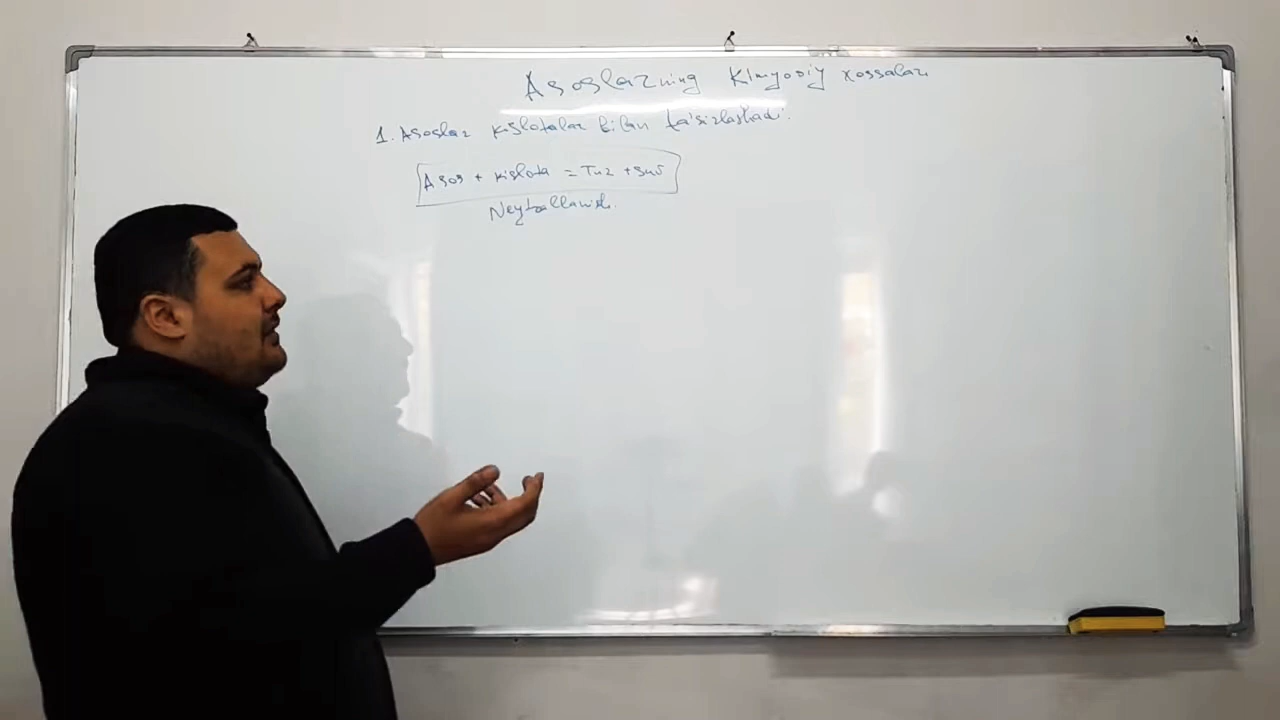 Asoslarning Kimyoviy xossalari
1. Asoslar kislotalar bilan ta'sirlashadi.
Asos + kislota = Tuz + suv
Neytrallanish.